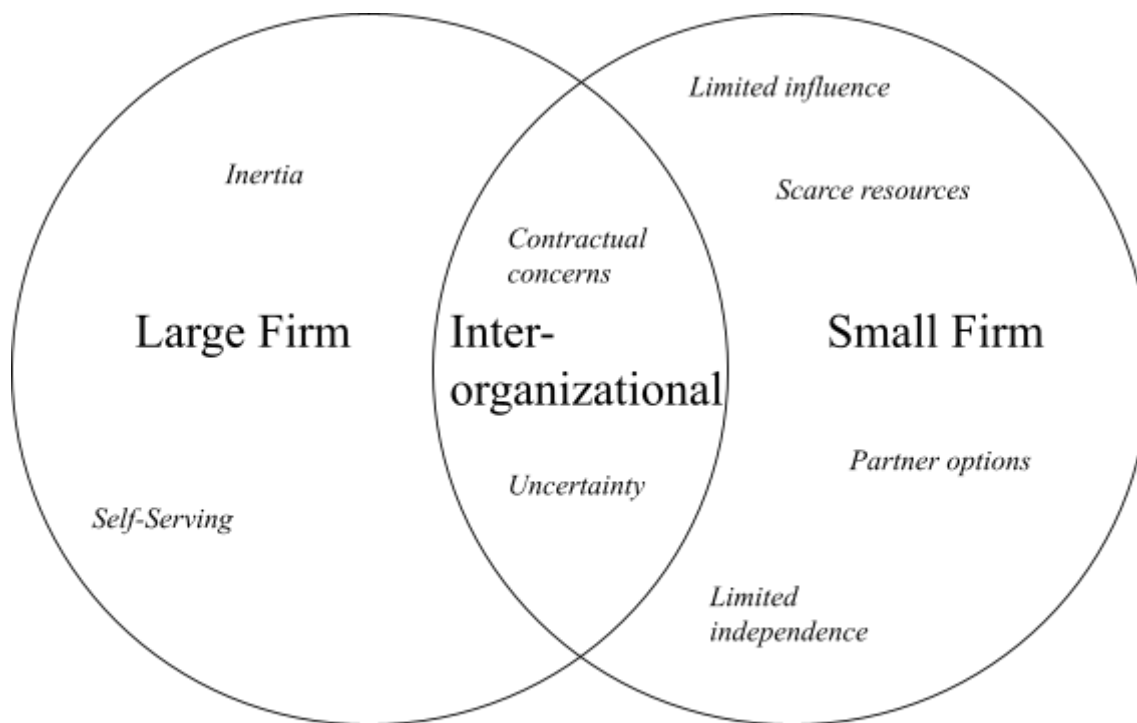 Limited influence
Inertia
Scarce resources
Contractual
concerns
Large Firm
Inter-
organizational
Small Firm
Partner options
Uncertainty
Self-Serving
Limited
independence